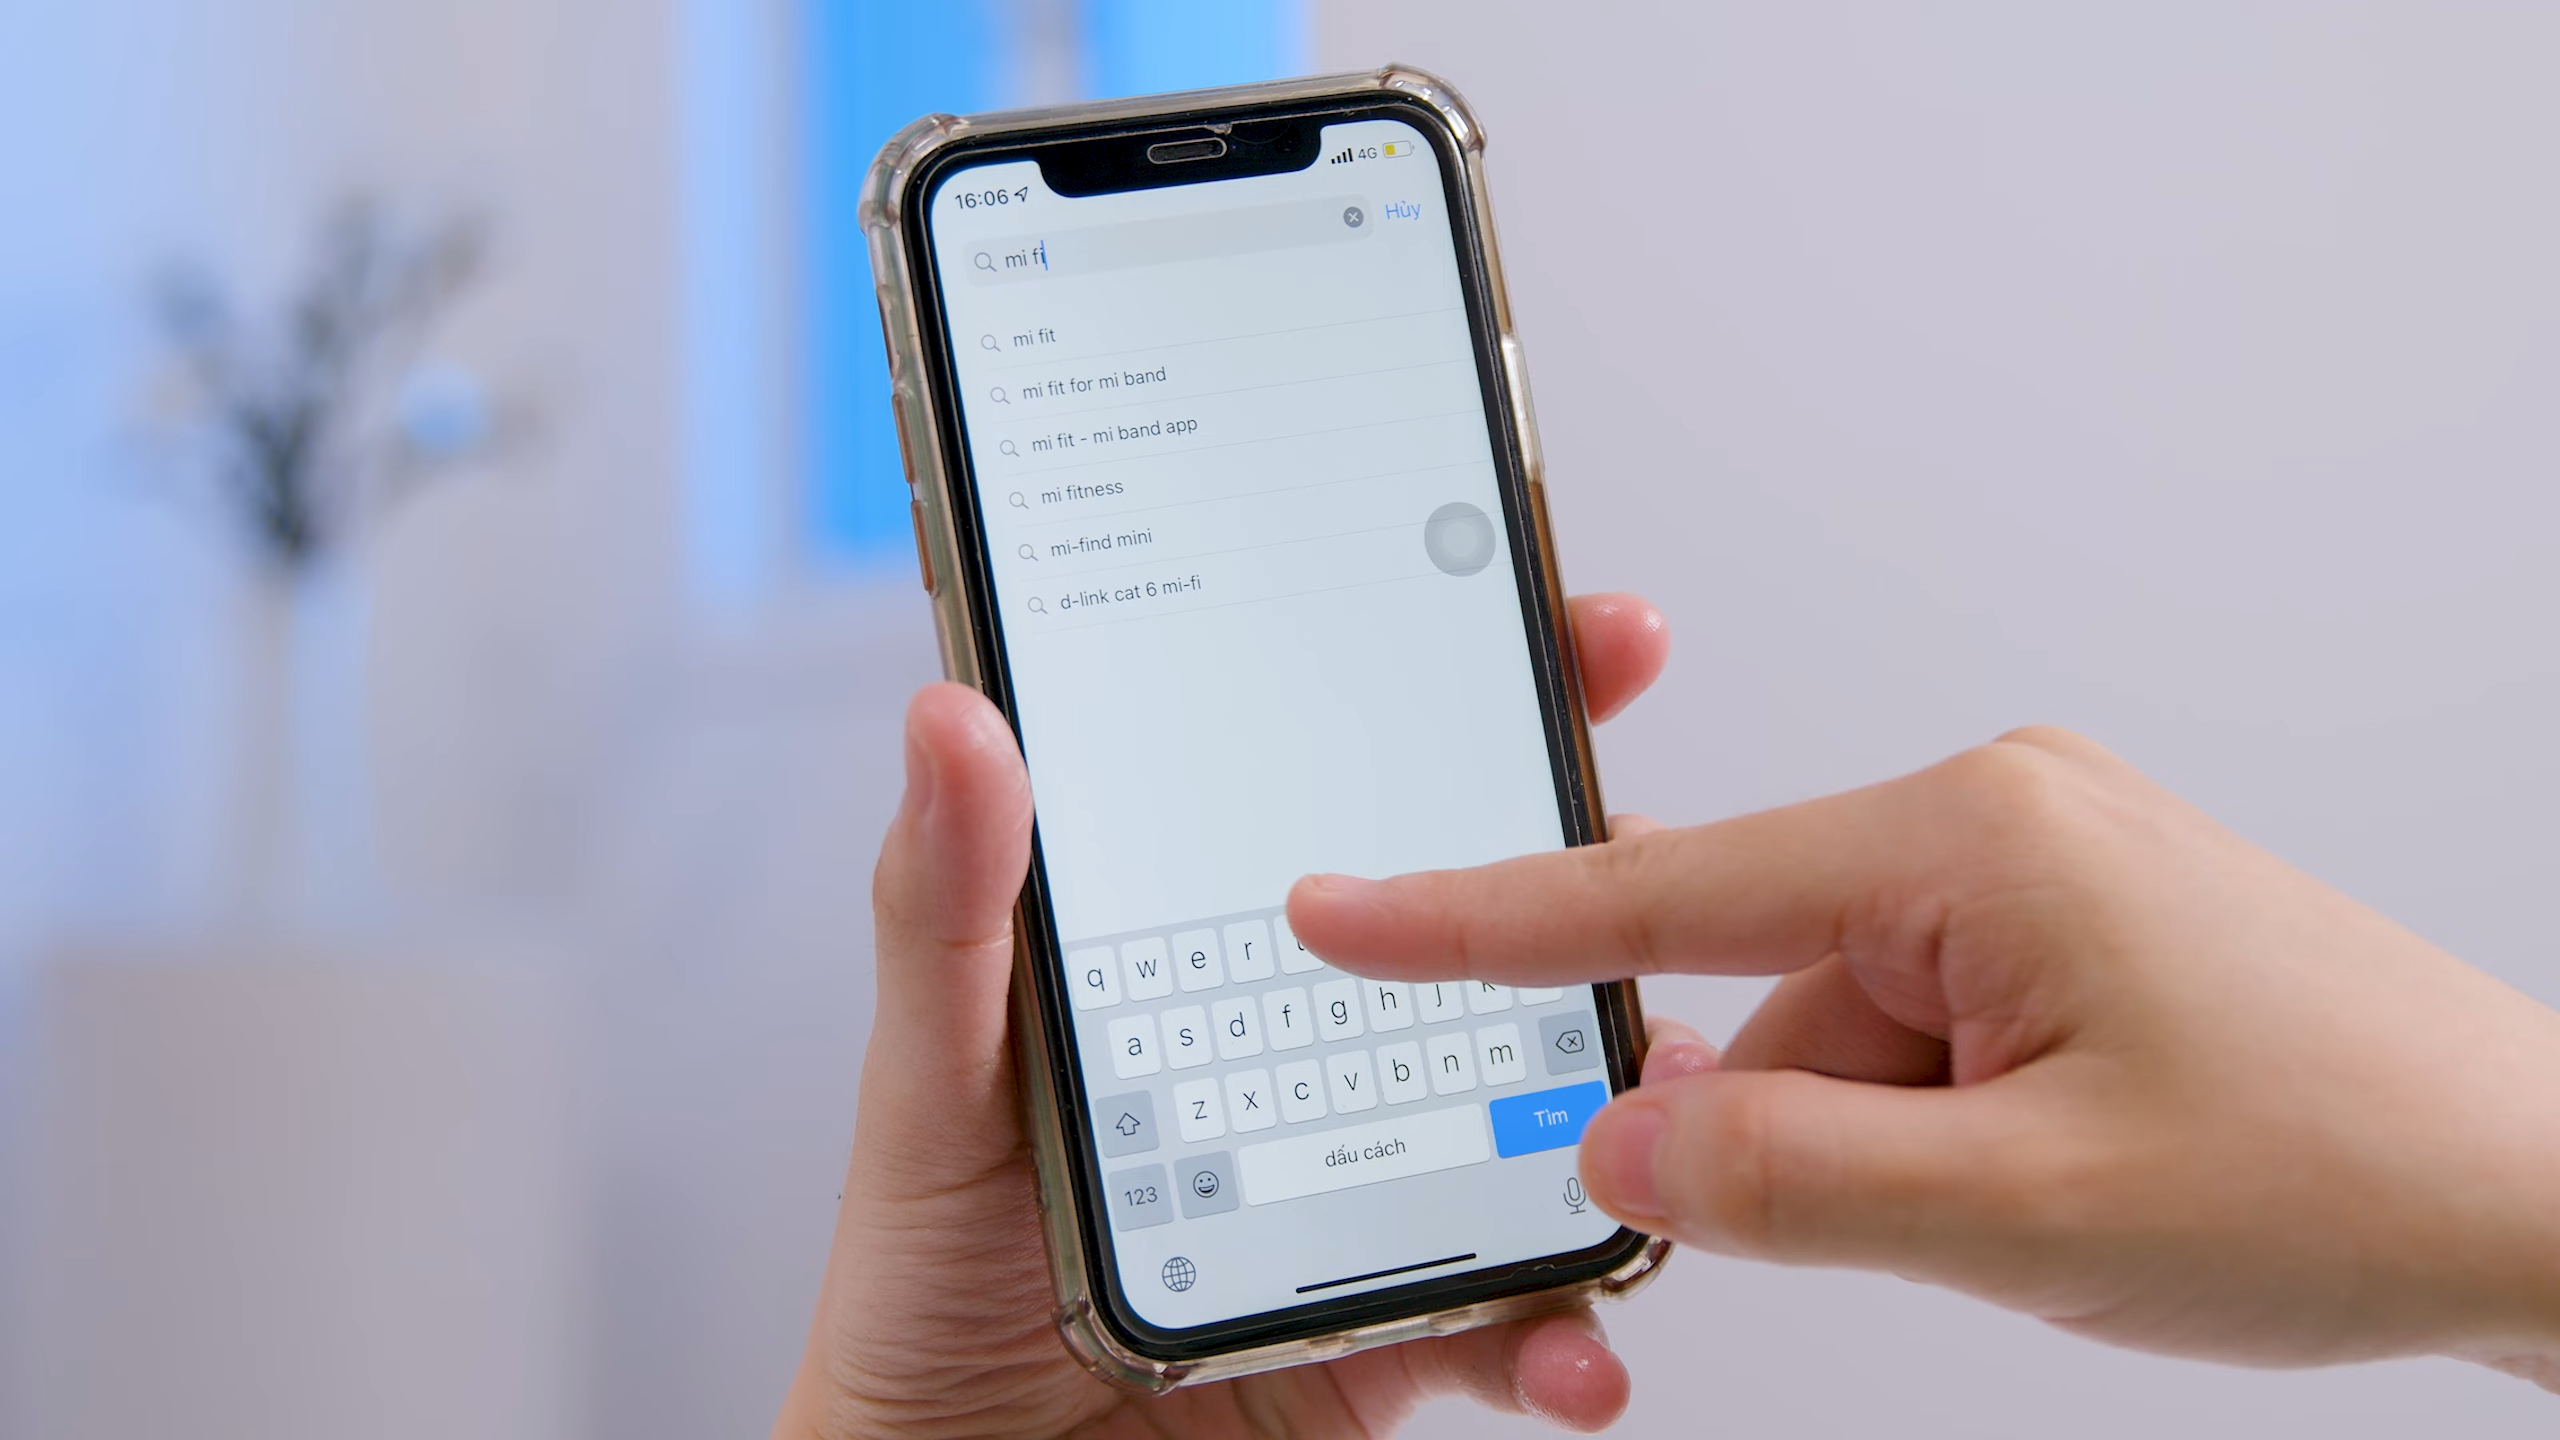 16:06
4G
mi fi
Hủy
mi fit
mi fit for mi band
mi fit - mi band app
mi fitness
mi-find mini
d-link cat 6 mi-fi
q w e r t
a s d f g h j k
z x c v b n m
123
dấu cách
Tìm